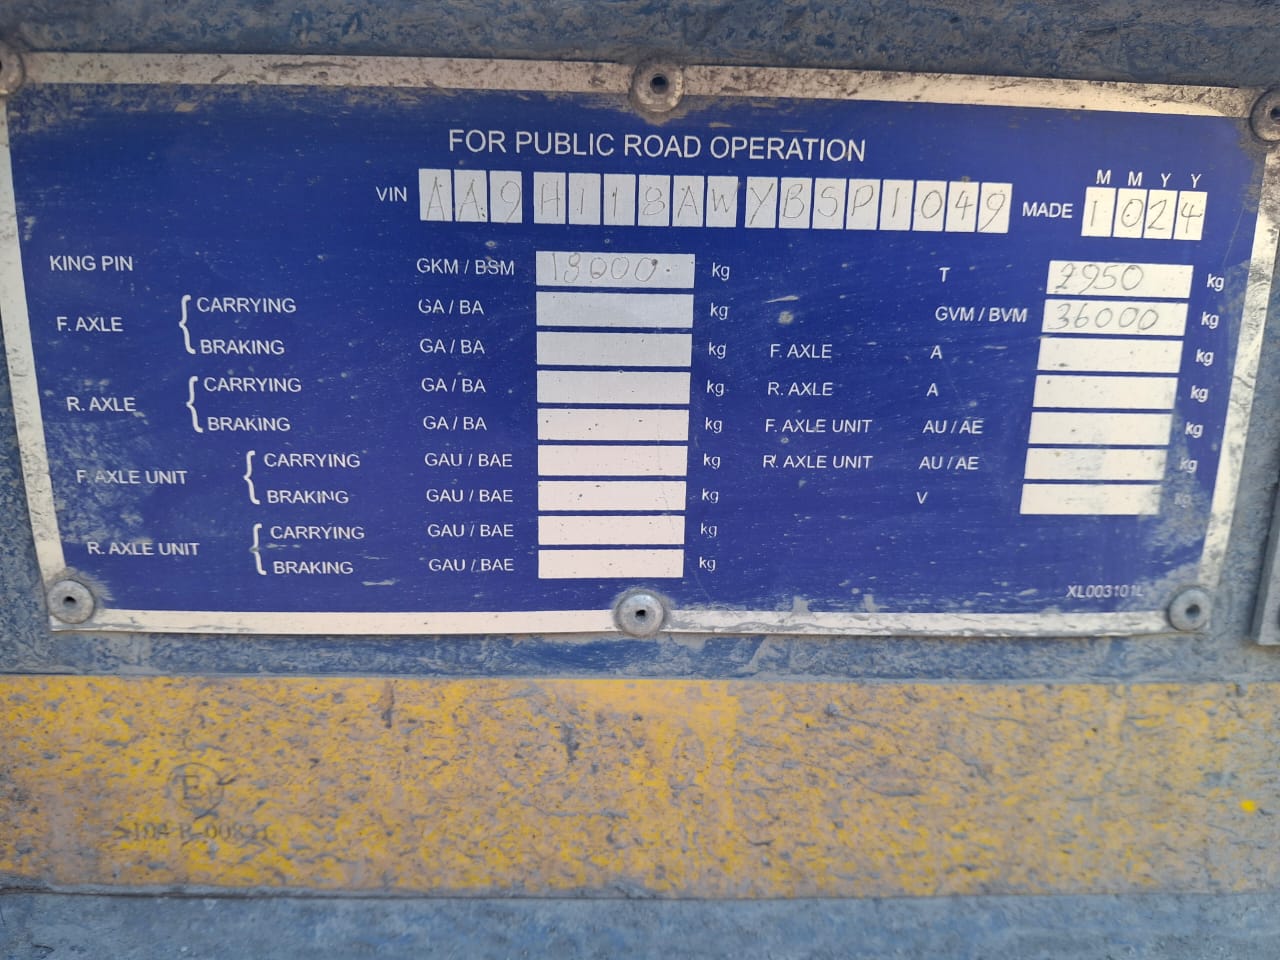 FOR PUBLIC ROAD OPERATION
M M Y Y
VIN AA9H118AWYBSP1049 MADE 1024
KING PIN GKM / BSM 18000 kg T 2950 kg
F. AXLE { CARRYING GA / BA kg GVM / BVM 36000 kg
BRAKING GA / BA kg F. AXLE A kg
R. AXLE { CARRYING GA / BA kg R. AXLE A kg
BRAKING GA / BA kg F. AXLE UNIT AU / AE kg
F. AXLE UNIT { CARRYING GAU / BAE kg R. AXLE UNIT AU / AE kg
BRAKING GAU / BAE kg V kg
R. AXLE UNIT { CARRYING GAU / BAE kg
BRAKING GAU / BAE kg
XL003101L
E